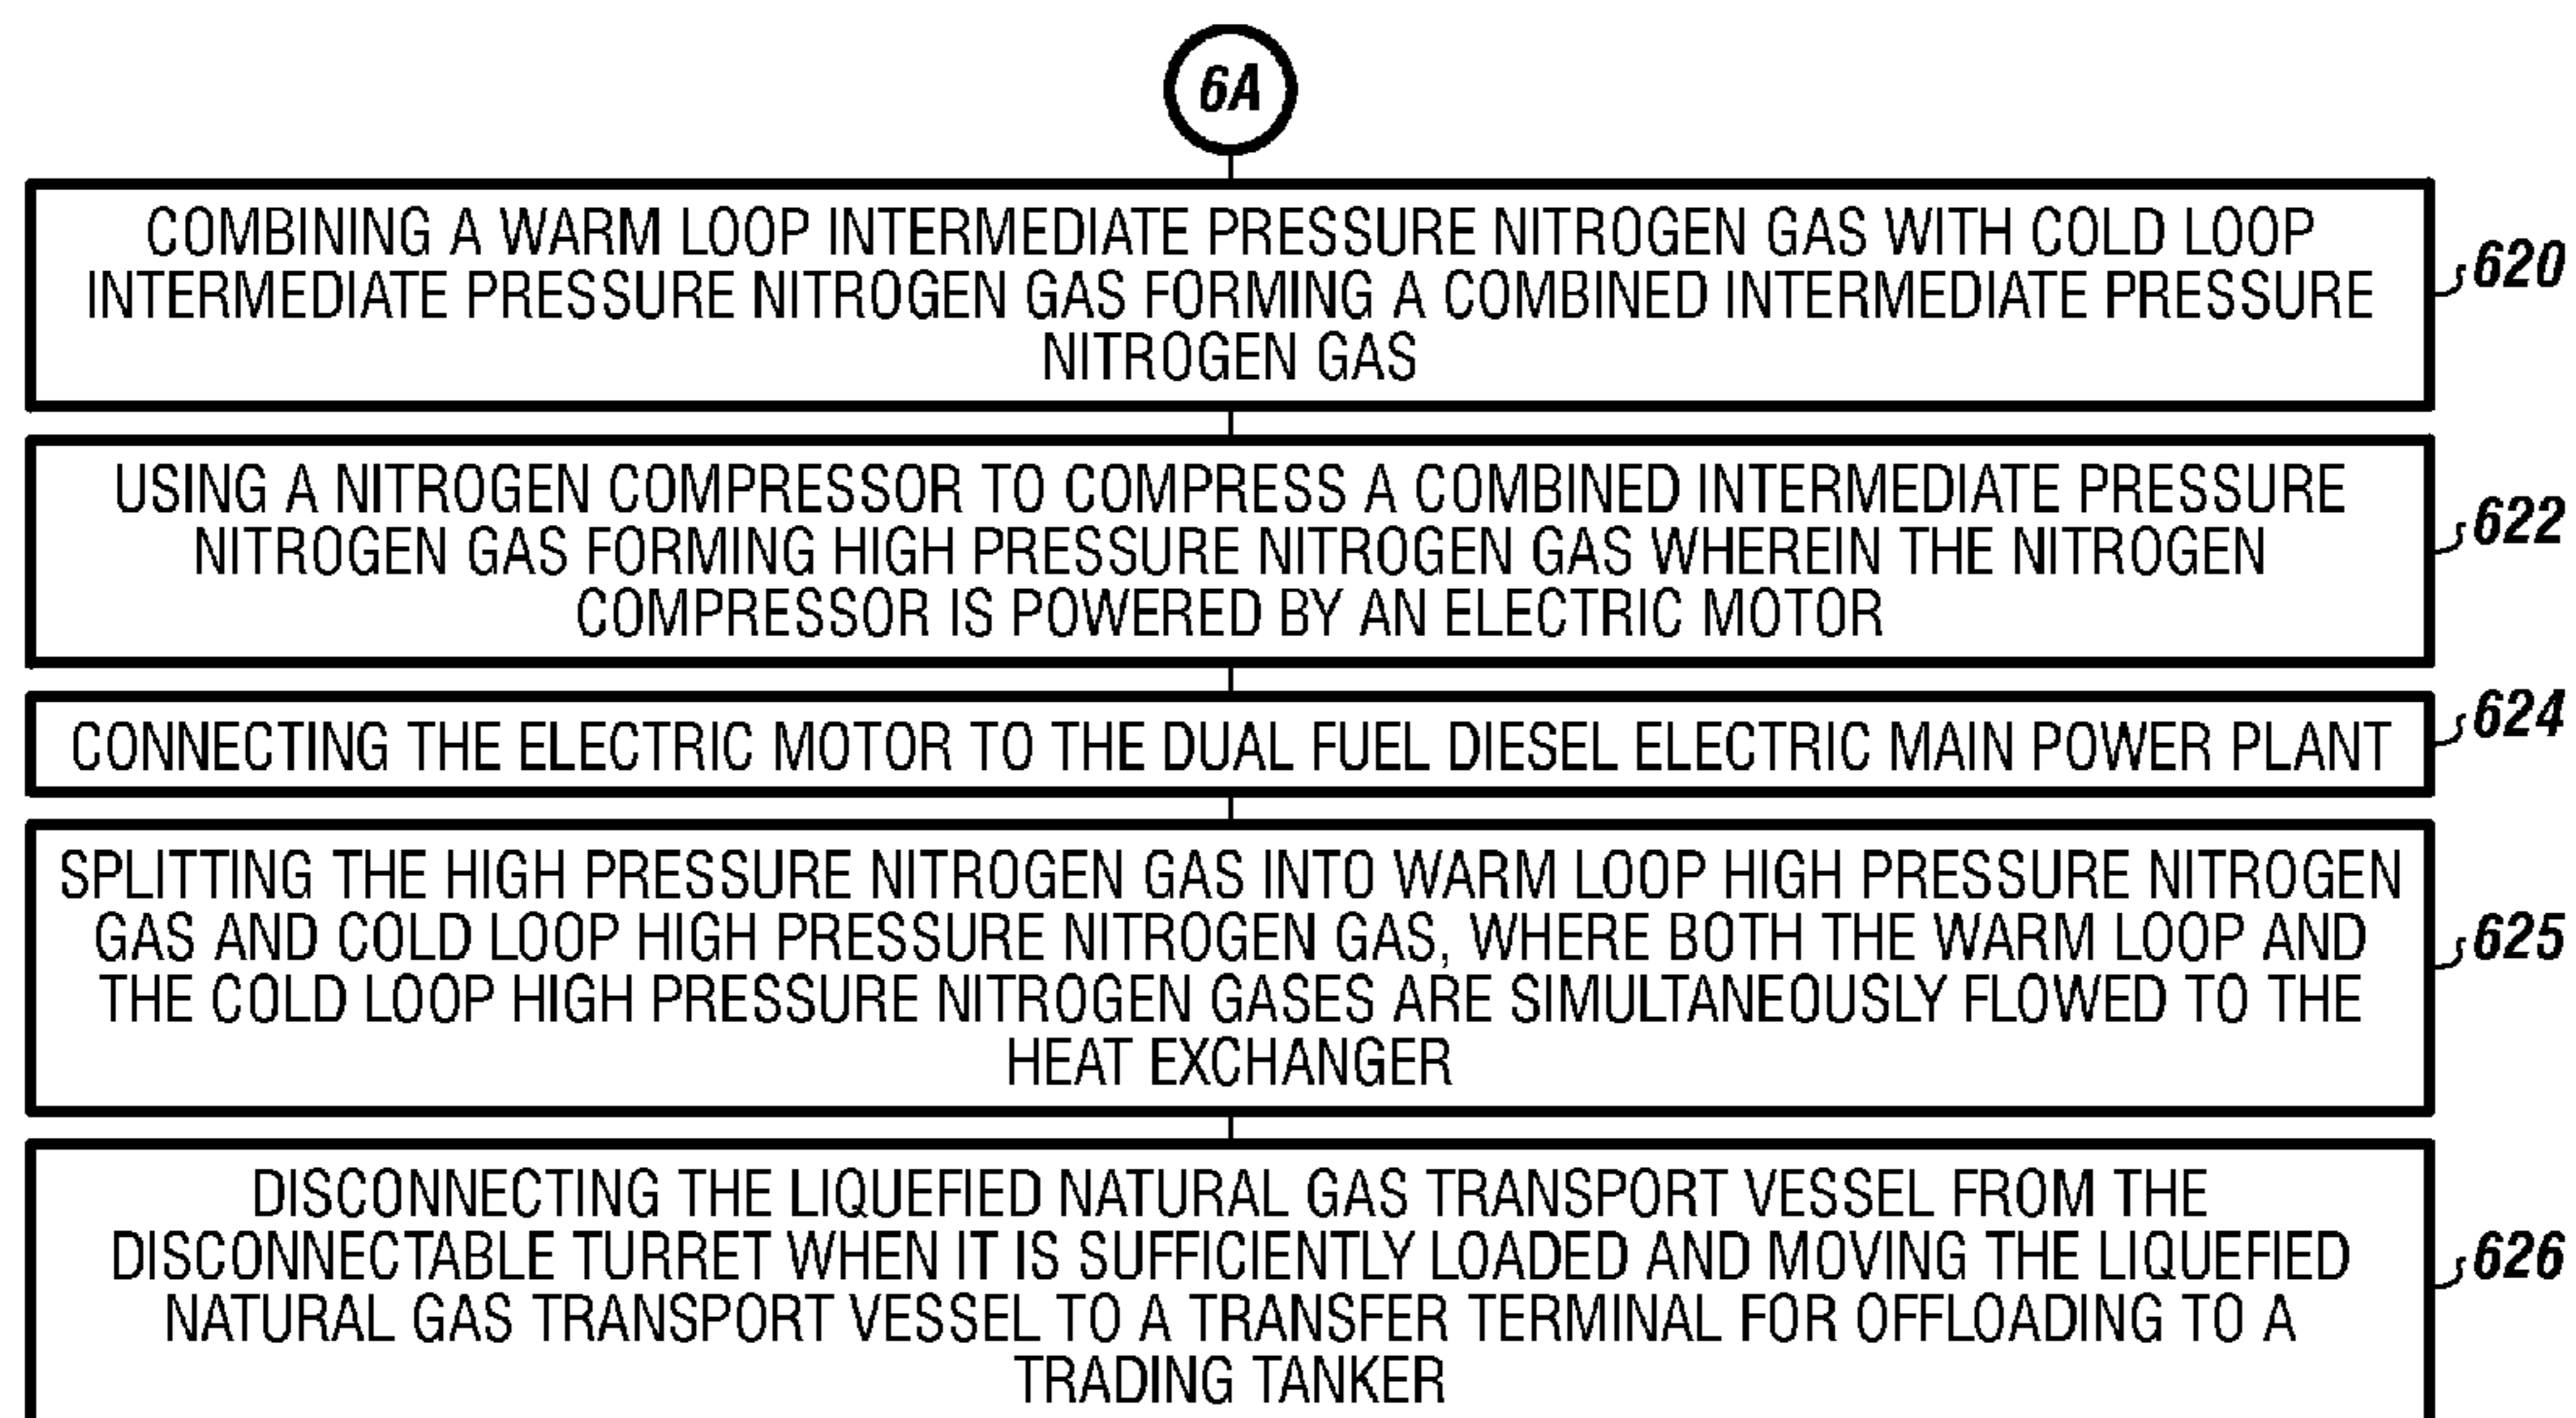 6A
COMBINING A WARM LOOP INTERMEDIATE PRESSURE NITROGEN GAS WITH COLD LOOP
INTERMEDIATE PRESSURE NITROGEN GAS FORMING A COMBINED INTERMEDIATE PRESSURE
NITROGEN GAS
620
USING A NITROGEN COMPRESSOR TO COMPRESS A COMBINED INTERMEDIATE PRESSURE
NITROGEN GAS FORMING HIGH PRESSURE NITROGEN GAS WHEREIN THE NITROGEN
COMPRESSOR IS POWERED BY AN ELECTRIC MOTOR
622
CONNECTING THE ELECTRIC MOTOR TO THE DUAL FUEL DIESEL ELECTRIC MAIN POWER PLANT
624
SPLITTING THE HIGH PRESSURE NITROGEN GAS INTO WARM LOOP HIGH PRESSURE NITROGEN
GAS AND COLD LOOP HIGH PRESSURE NITROGEN GAS, WHERE BOTH THE WARM LOOP AND
THE COLD LOOP HIGH PRESSURE NITROGEN GASES ARE SIMULTANEOUSLY FLOWED TO THE
HEAT EXCHANGER
625
DISCONNECTING THE LIQUEFIED NATURAL GAS TRANSPORT VESSEL FROM THE
DISCONNECTABLE TURRET WHEN IT IS SUFFICIENTLY LOADED AND MOVING THE LIQUEFIED
NATURAL GAS TRANSPORT VESSEL TO A TRANSFER TERMINAL FOR OFFLOADING TO A
TRADING TANKER
626